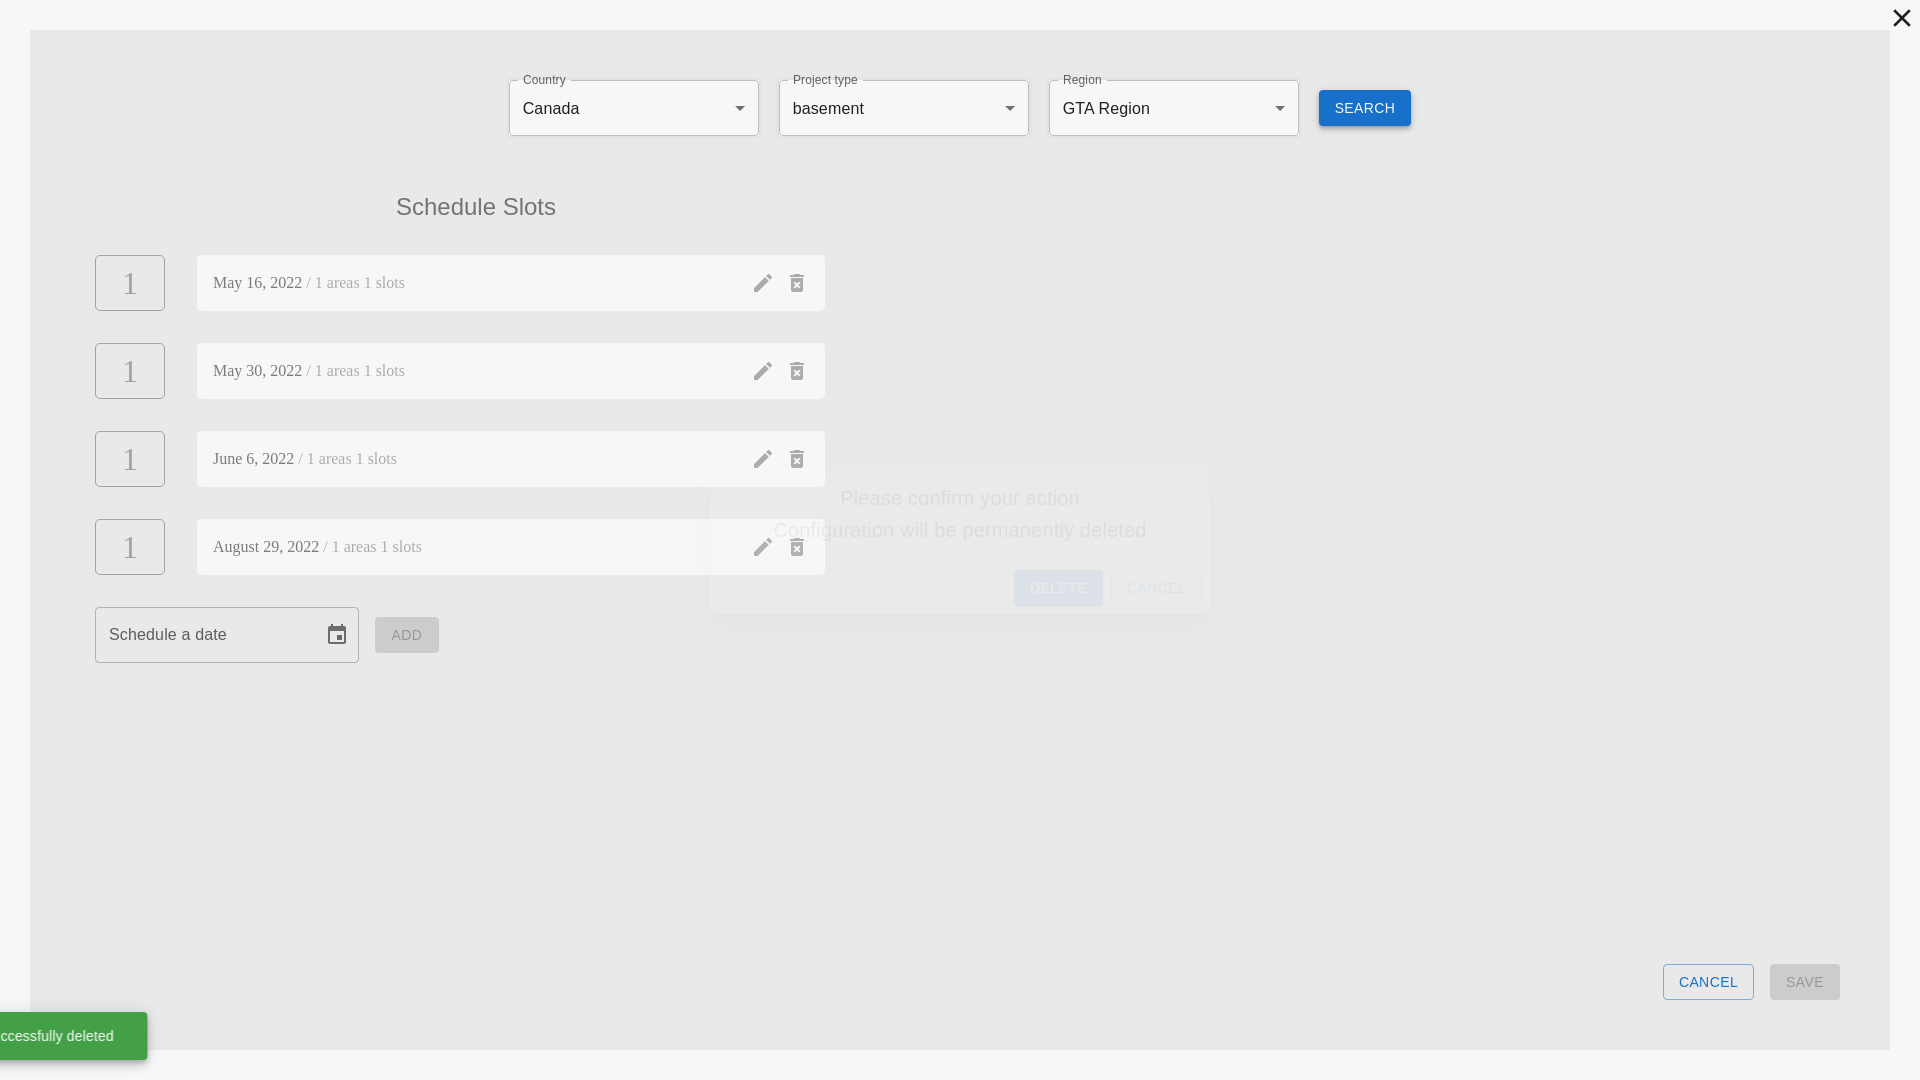 Country
Canada
Project type
basement
Region
GTA Region
SEARCH
Schedule Slots
1
May 16, 2022 / 1 areas 1 slots
1
May 30, 2022 / 1 areas 1 slots
1
June 6, 2022 / 1 areas 1 slots
1
August 29, 2022 / 1 areas 1 slots
Please confirm your action
Configuration will be permanently deleted
DELETE
CANCEL
Schedule a date
ADD
CANCEL
SAVE
ccessfully deleted